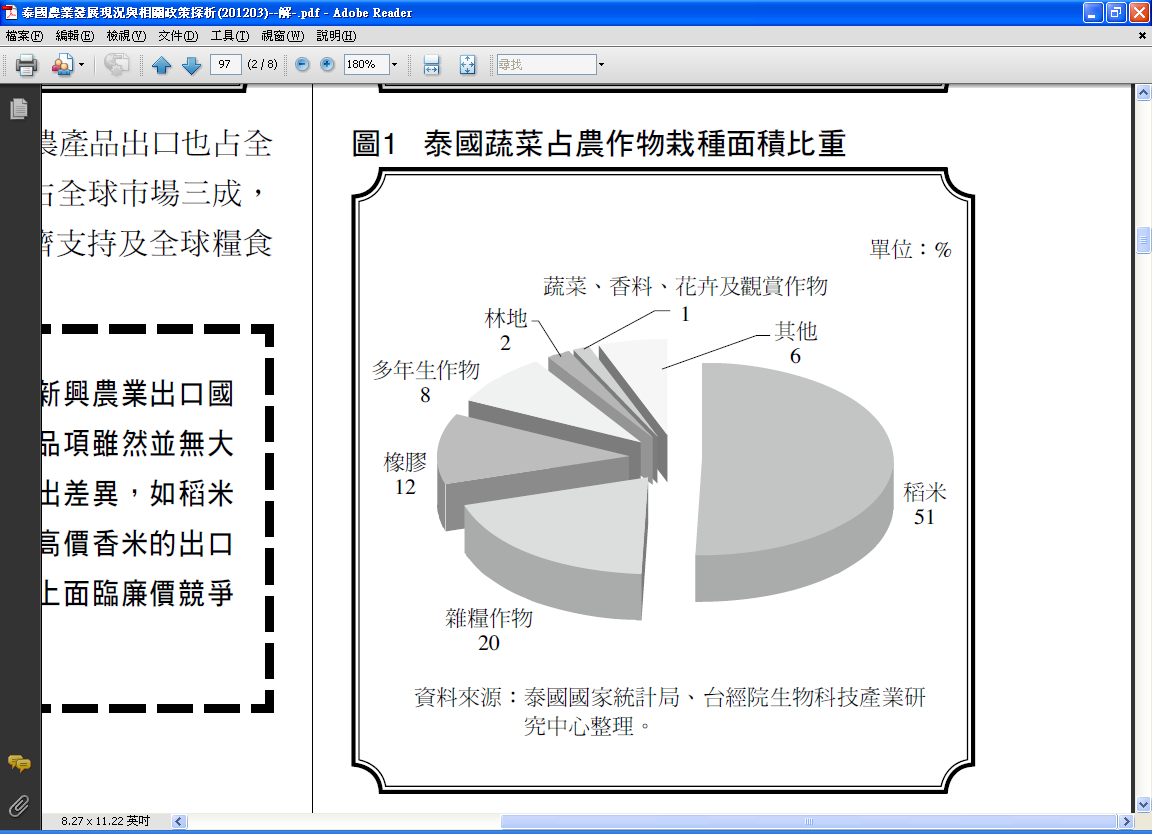 泰國農業發展現況與相關政策探析(201203)--解-.pdf - Adobe Reader
檔案(F) 編輯(E) 檢視(V) 文件(D) 工具(T) 視窗(W) 說明(H)
97 (2 / 8) 180% 尋找
農產品出口也占全
占全球市場三成，
濟支持及全球糧食
新興農業出口國
品項雖然並無大
出差異，如稻米
高價香米的出口
上面臨廉價競爭
圖1 泰國蔬菜占農作物栽種面積比重
單位：%
蔬菜、香料、花卉及觀賞作物
1
林地
2
其他
6
多年生作物
8
橡膠
12
稻米
51
雜糧作物
20
資料來源：泰國國家統計局、台經院生物科技產業研
究中心整理。
8.27 x 11.22 英吋